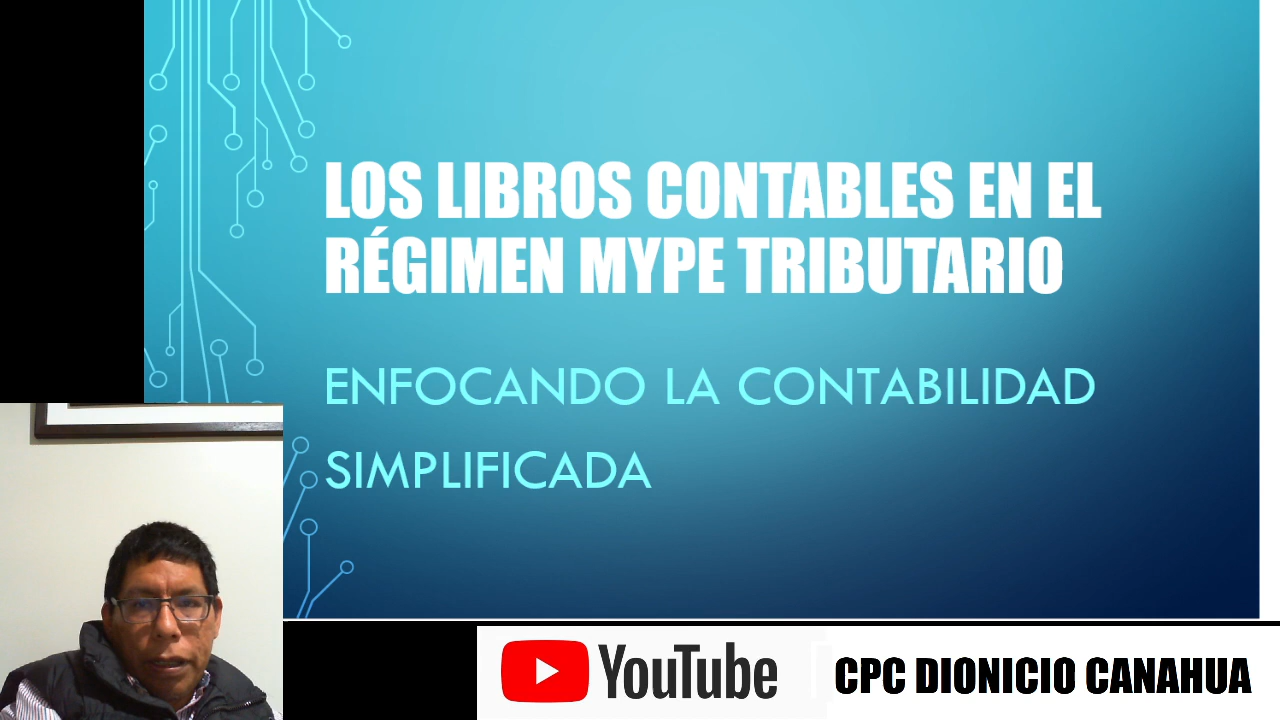 LOS LIBROS CONTABLES EN EL
RÉGIMEN MYPE TRIBUTARIO
ENFOCANDO LA CONTABILIDAD
SIMPLIFICADA
YouTube
CPC DIONICIO CANAHUA